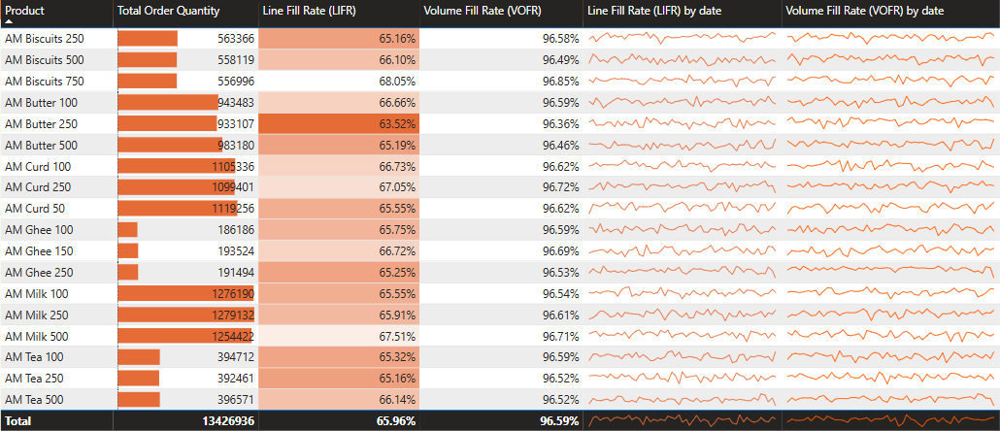 Product Total Order Quantity Line Fill Rate (LIFR) Volume Fill Rate (VOFR) Line Fill Rate (LIFR) by date Volume Fill Rate (VOFR) by date
AM Biscuits 250 563366 65.16% 96.58%
AM Biscuits 500 558119 66.10% 96.49%
AM Biscuits 750 556996 68.05% 96.85%
AM Butter 100 943483 66.66% 96.59%
AM Butter 250 933107 63.52% 96.36%
AM Butter 500 983180 65.19% 96.46%
AM Curd 100 1105336 66.73% 96.62%
AM Curd 250 1099401 67.05% 96.72%
AM Curd 50 1119256 65.55% 96.62%
AM Ghee 100 186186 65.75% 96.59%
AM Ghee 150 193524 66.72% 96.69%
AM Ghee 250 191494 65.25% 96.53%
AM Milk 100 1276190 65.55% 96.54%
AM Milk 250 1279132 65.91% 96.61%
AM Milk 500 1254422 67.51% 96.71%
AM Tea 100 394712 65.32% 96.59%
AM Tea 250 392461 65.16% 96.52%
AM Tea 500 396571 66.14% 96.52%
Total 13426936 65.96% 96.59%